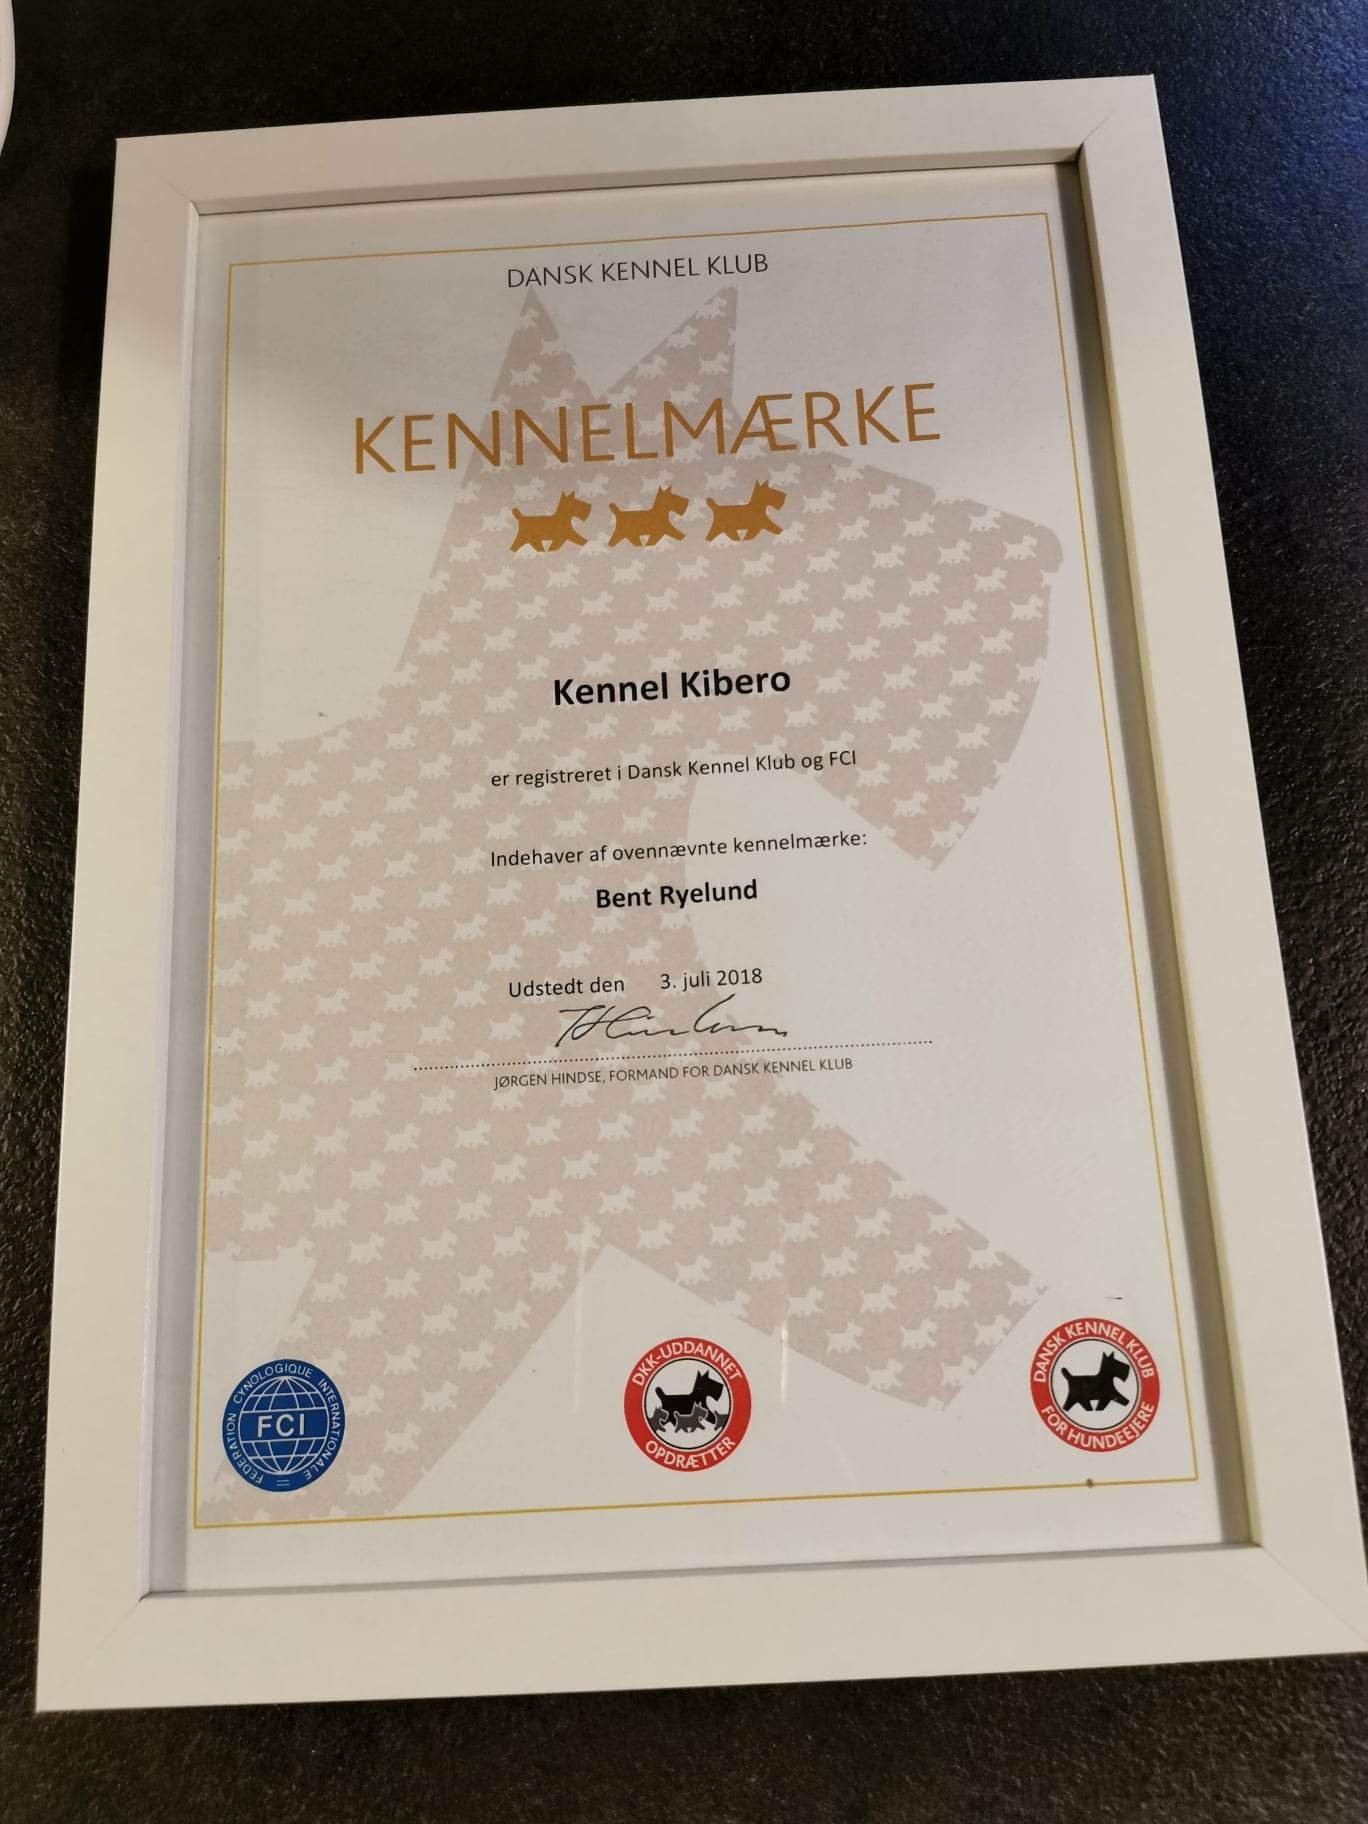 DANSK KENNEL KLUB
KENNELMÆRKE
Kennel Kibero
er registreret i Dansk Kennel Klub og FCI
Indehaver af ovennævnte kennelmærke:
Bent Ryelund
Udstedt den 3. juli 2018
JØRGEN HINDSE, FORMAND FOR DANSK KENNEL KLUB
FEDERATION CYNOLOGIQUE INTERNATIONALE
FCI
DKK-UDDANNET
OPDRÆTTER
DANSK KENNEL KLUB
FOR HUNDEEJERE